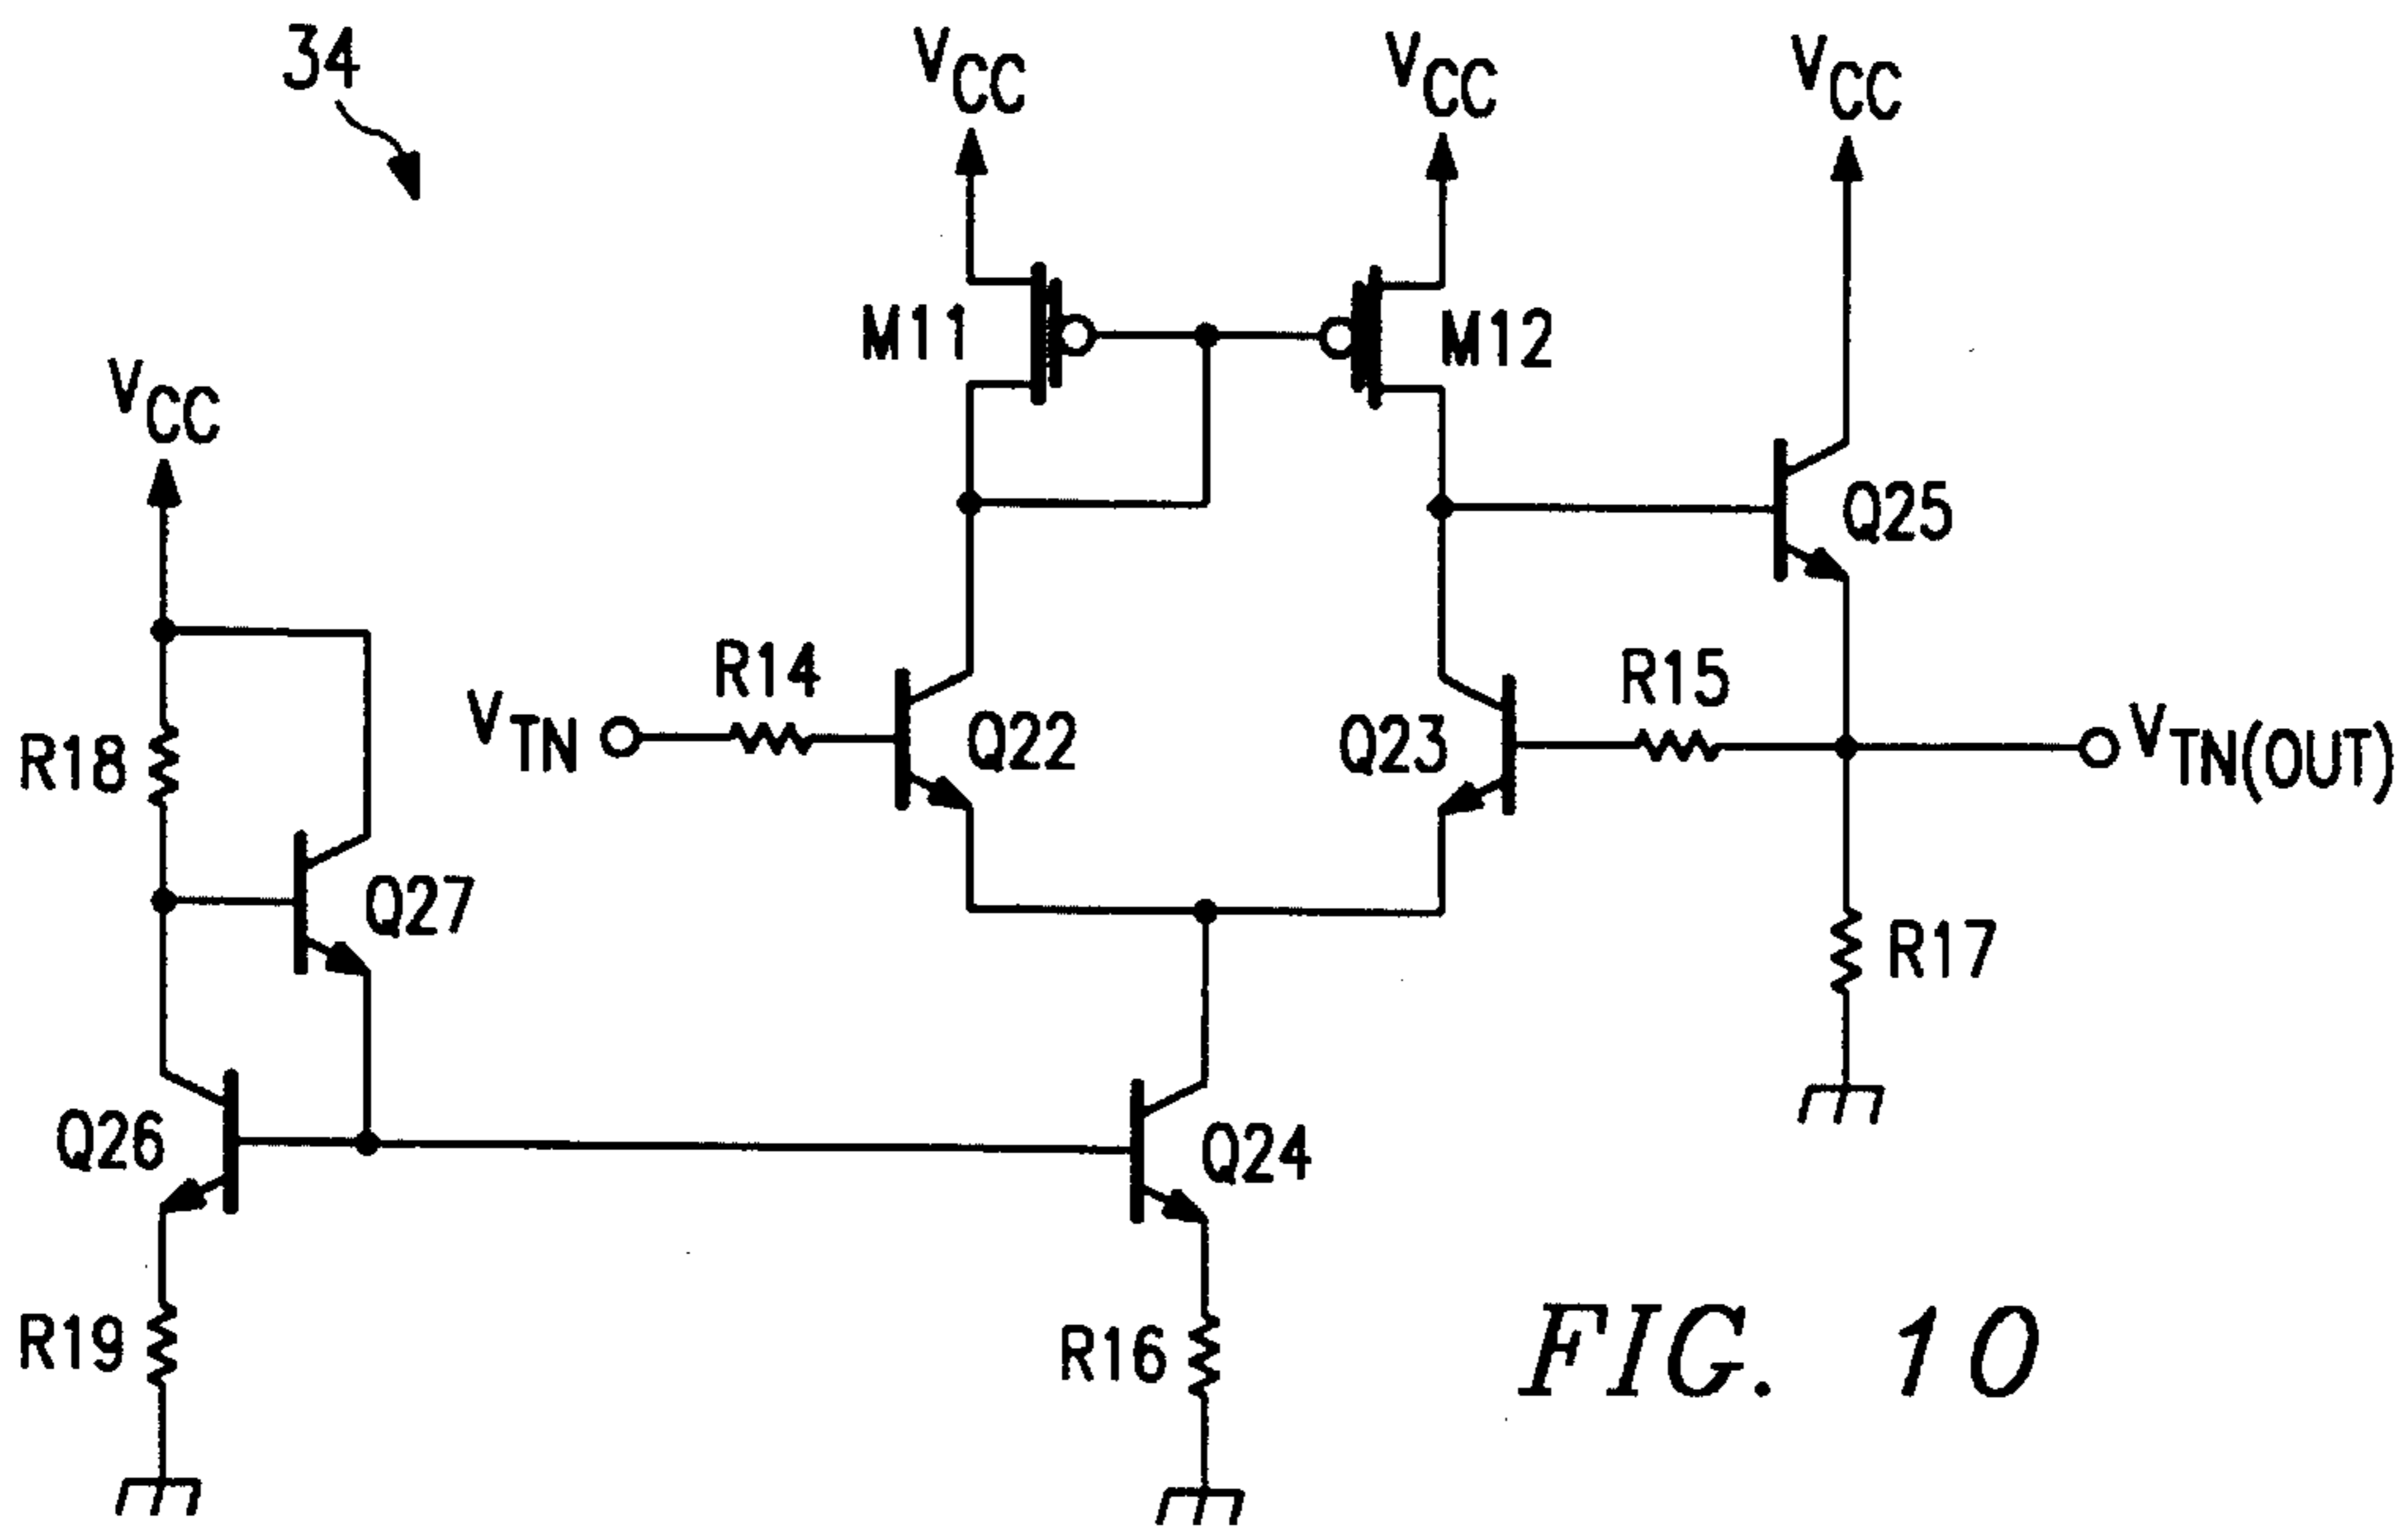 34
VCC
VCC
VCC
M11
M12
VCC
Q25
R14
R15
VTN
Q22
Q23
VTN(OUT)
R18
Q27
R17
Q26
Q24
R19
R16
FIG. 10